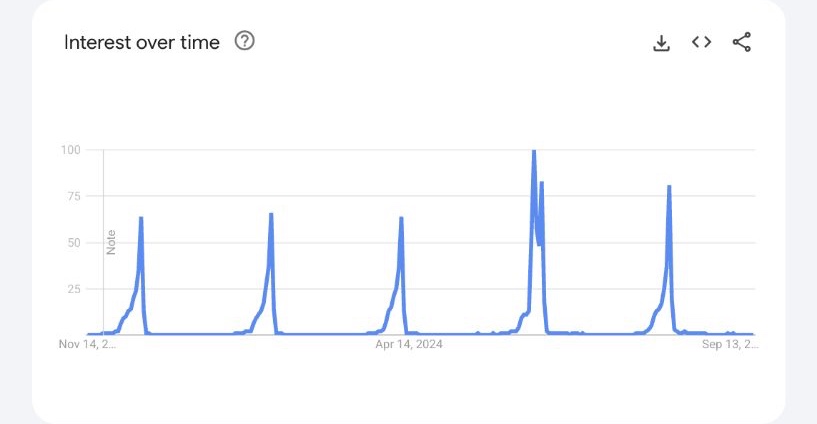 Interest over time
100
75
50
25
Note
Nov 14, 2...
Apr 14, 2024
Sep 13, 2...